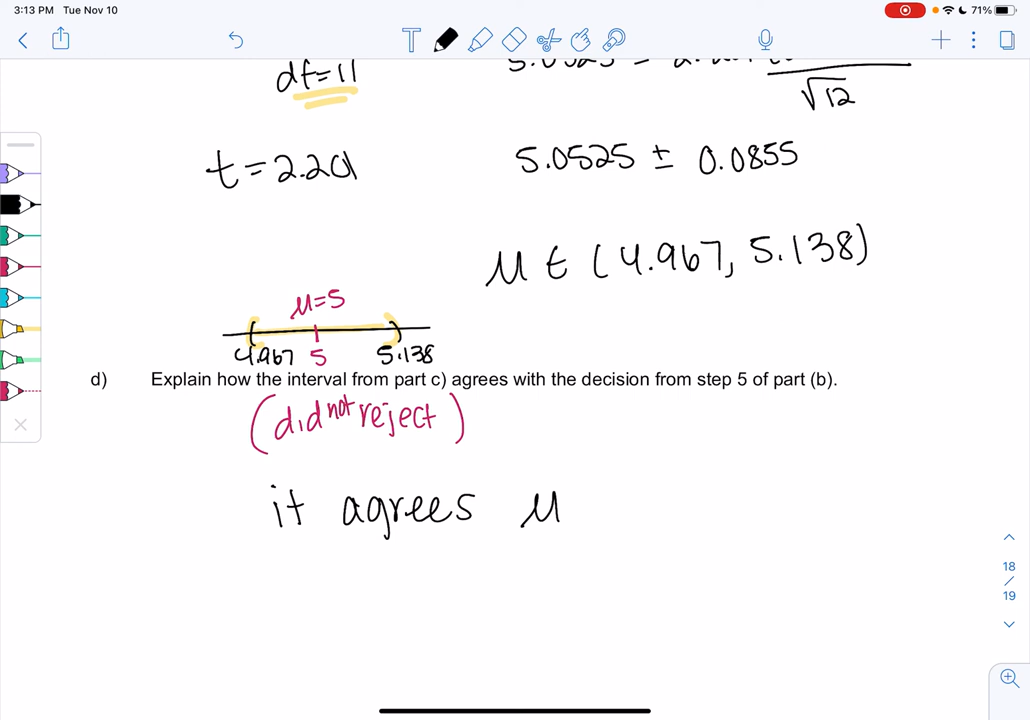 3:13 PM Tue Nov 10
71%
df=11
√12
t=2.201
5.0525 ± 0.0855
μ ∈ (4.967, 5.138)
μ=5
4.967 5 5.138
d) Explain how the interval from part c) agrees with the decision from step 5 of part (b).
(did not reject)
it agrees μ
18
/
19